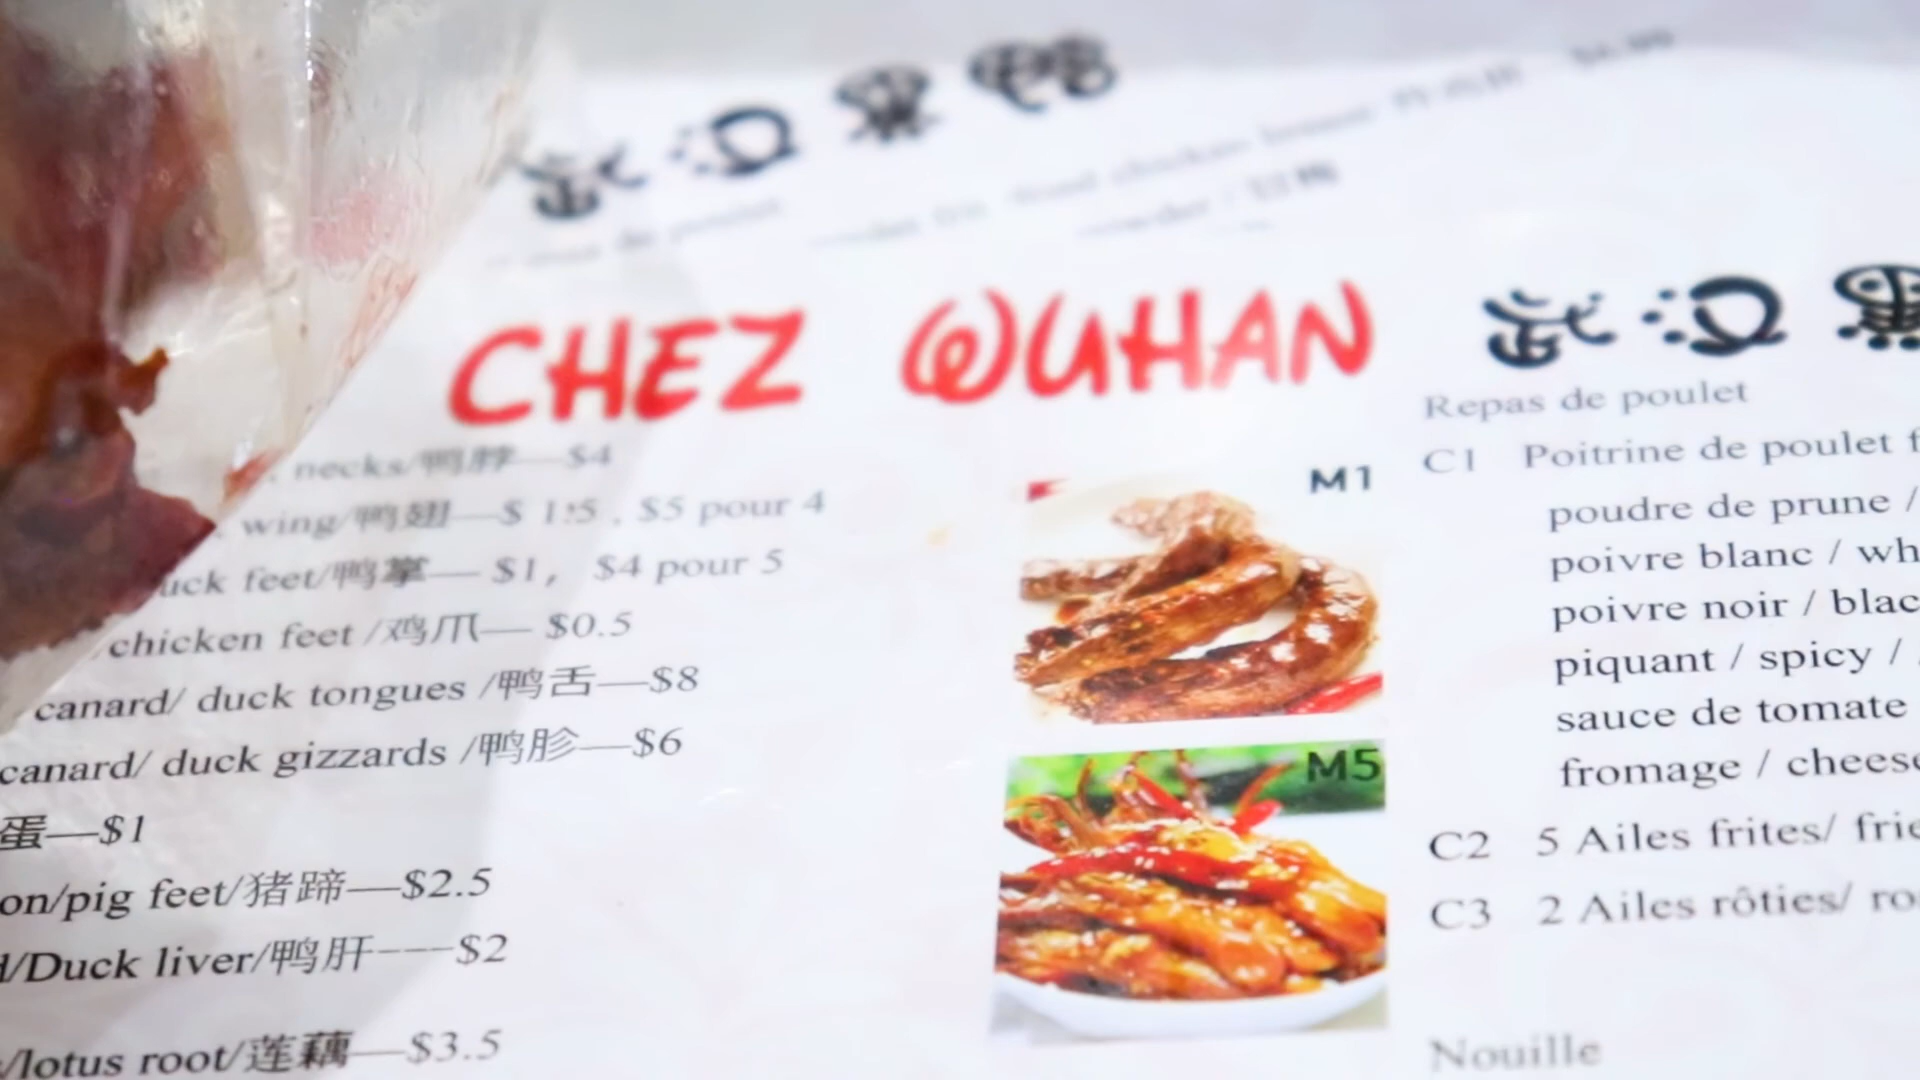 CHEZ WUHAN
necks/鸭脖—$4
wing/鸭翅—$ 1.5 , $5 pour 4
uck feet/鸭掌— $1, $4 pour 5
chicken feet /鸡爪— $0.5
canard/ duck tongues /鸭舌—$8
canard/ duck gizzards /鸭胗—$6
蛋—$1
on/pig feet/猪蹄—$2.5
/Duck liver/鸭肝---$2
/lotus root/莲藕—$3.5
M1
M5
Repas de poulet
C1 Poitrine de poulet f
poudre de prune /
poivre blanc / wh
poivre noir / blac
piquant / spicy /
sauce de tomate
fromage / cheese
C2 5 Ailes frites/ frie
C3 2 Ailes rôties/ ro
Nouille